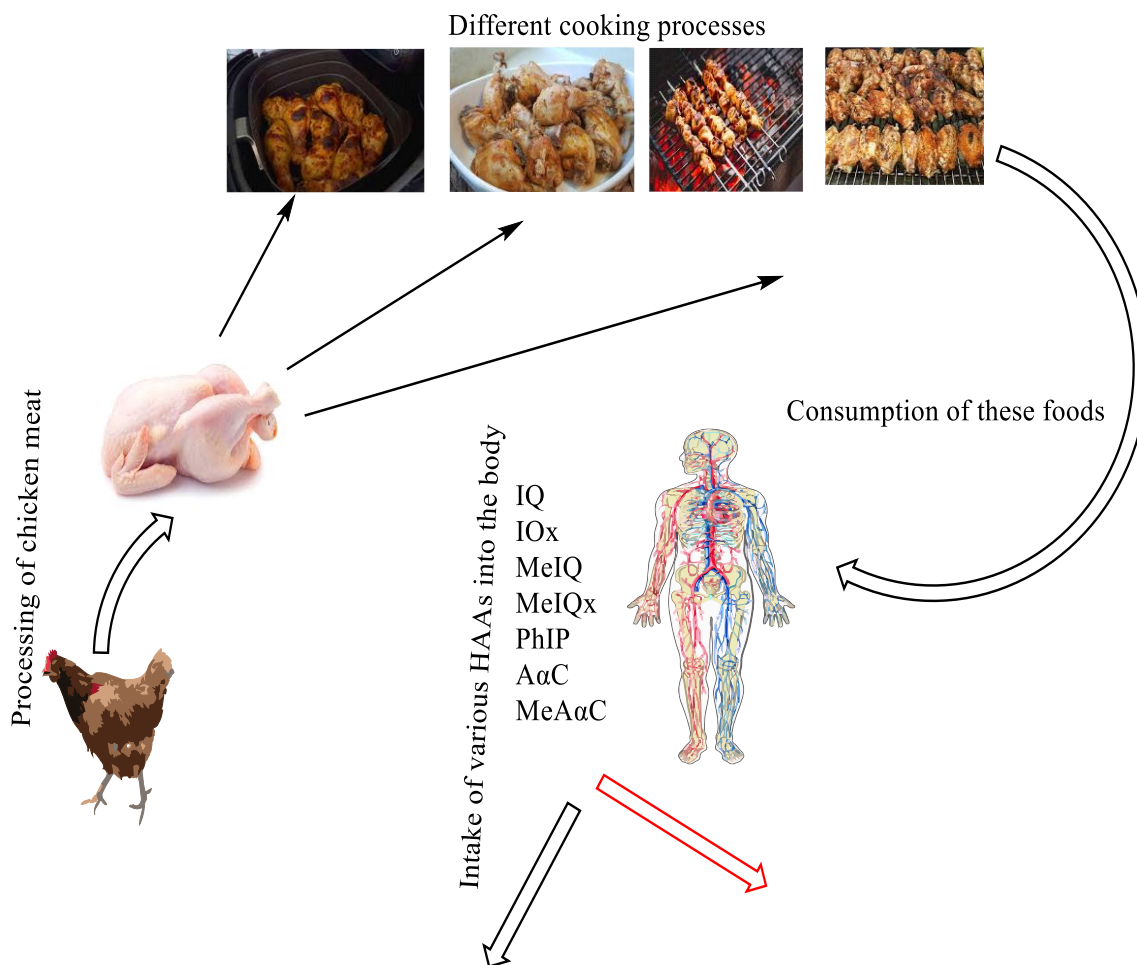 Different cooking processes
Processing of chicken meat
Consumption of these foods
Intake of various HAAs into the body
IQ
IOx
MeIQ
MeIQx
PhIP
AαC
MeAαC